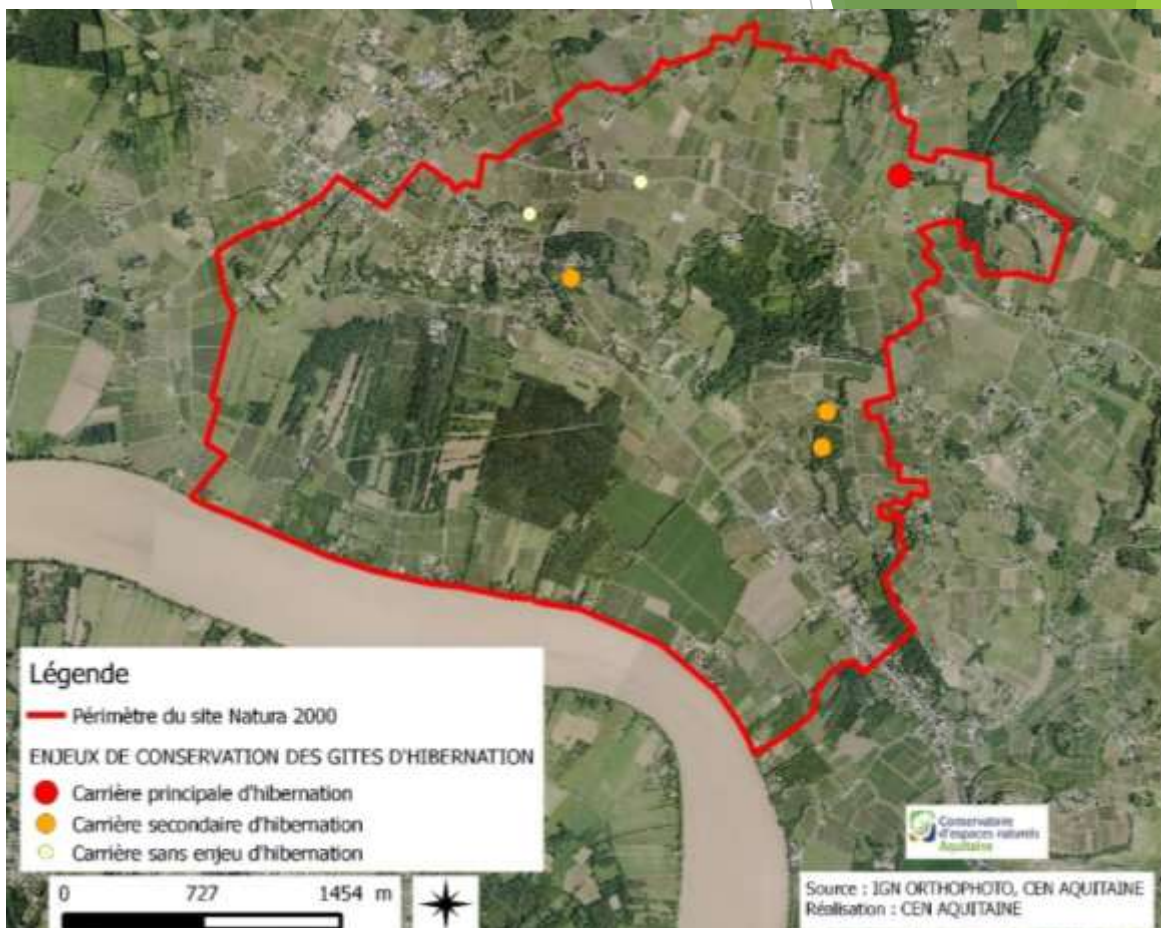 Légende
Périmètre du site Natura 2000
ENJEUX DE CONSERVATION DES GITES D'HIBERNATION
Carrière principale d'hibernation
Carrière secondaire d'hibernation
Carrière sans enjeu d'hibernation
0 727 1454 m
Conservatoire
d'espaces naturels
Aquitaine
Source : IGN ORTHOPHOTO, CEN AQUITAINE
Réalisation : CEN AQUITAINE